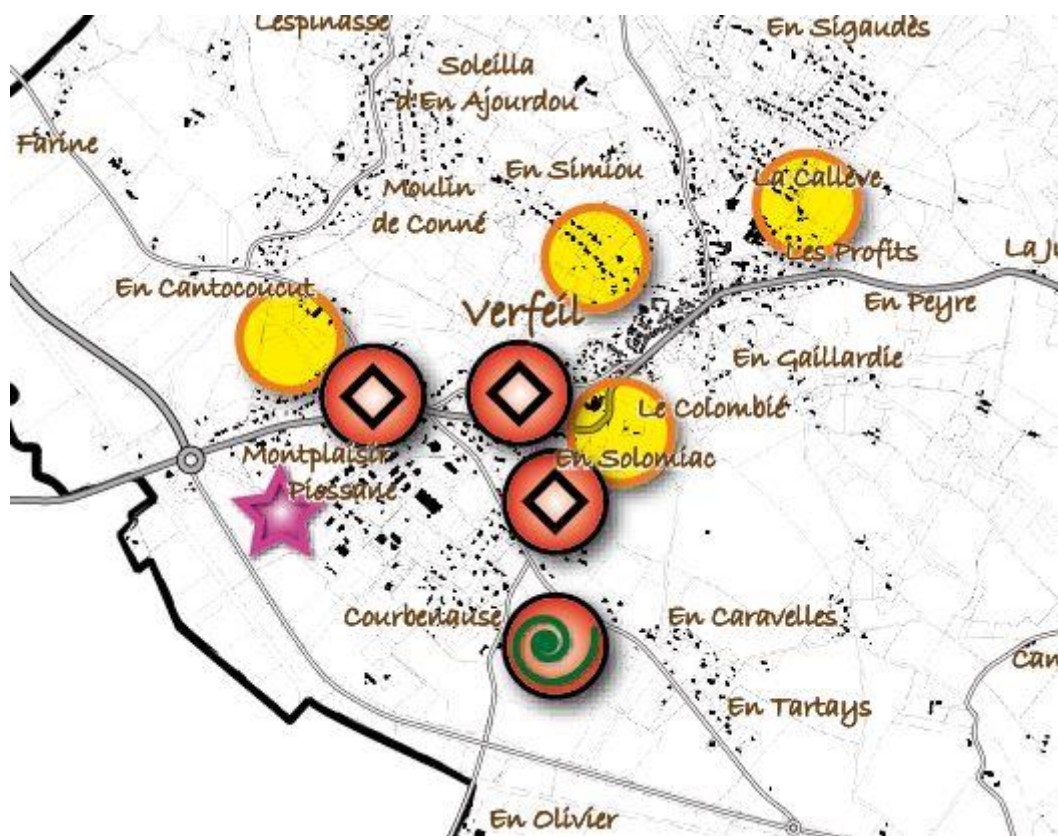 Lespinasse
En Sigaudès
Soleilla
d'En Ajourdou
Farine
En Simiou
La Callève
Moulin
de Conné
Les Profits
En Cantocoucut
En Peyre
Verfeil
En Gaillardie
Le Colombié
Montplaisir
En Solomiac
Piossane
Courbenause
En Caravelles
En Tartays
En Olivier